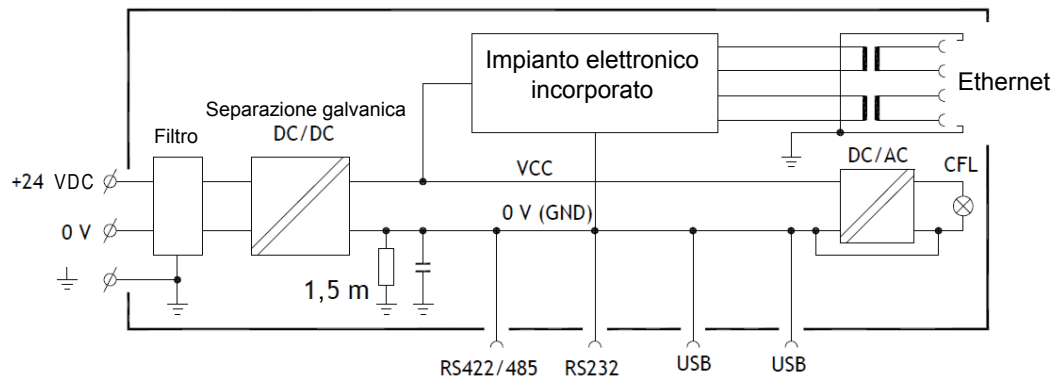 Impianto elettronico
incorporato
Ethernet
Separazione galvanica
DC/DC
Filtro
DC/AC
CFL
+24 VDC
VCC
0 V
0 V (GND)
1,5 m
RS422/485
RS232
USB
USB